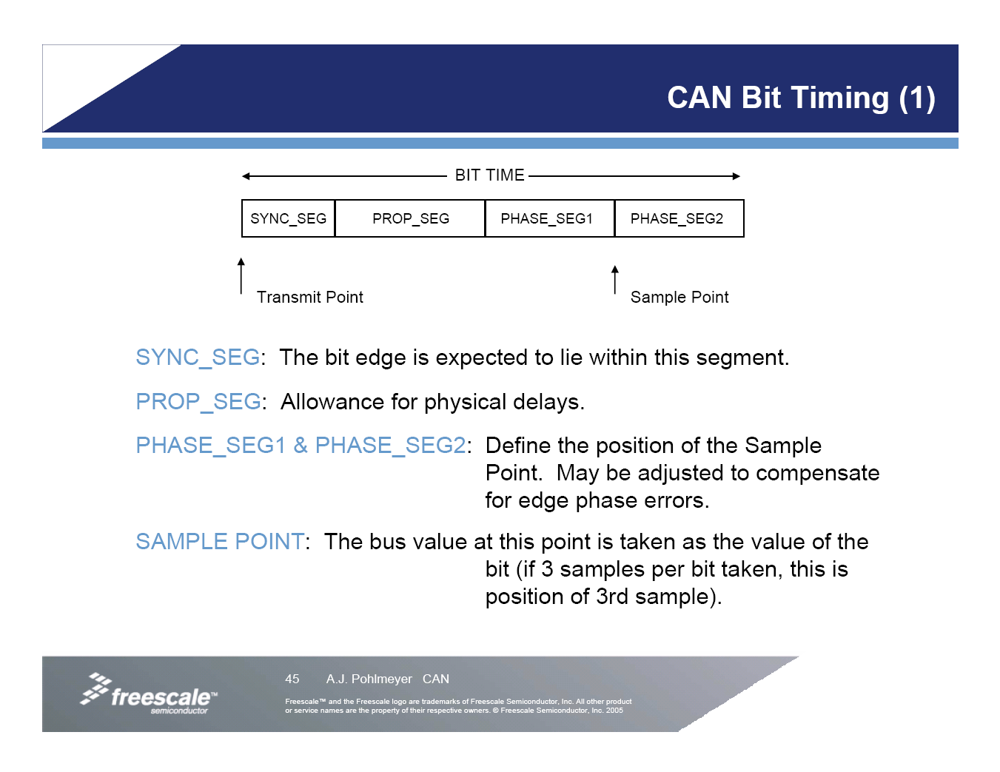 CAN Bit Timing (1)
BIT TIME
SYNC_SEG PROP_SEG PHASE_SEG1 PHASE_SEG2
Transmit Point Sample Point
SYNC_SEG: The bit edge is expected to lie within this segment.
PROP_SEG: Allowance for physical delays.
PHASE_SEG1 & PHASE_SEG2: Define the position of the Sample
Point. May be adjusted to compensate
for edge phase errors.
SAMPLE POINT: The bus value at this point is taken as the value of the
bit (if 3 samples per bit taken, this is
position of 3rd sample).
freescale™
semiconductor
45 A.J. Pohlmeyer CAN
Freescale™ and the Freescale logo are trademarks of Freescale Semiconductor, Inc. All other product
or service names are the property of their respective owners. © Freescale Semiconductor, Inc. 2005